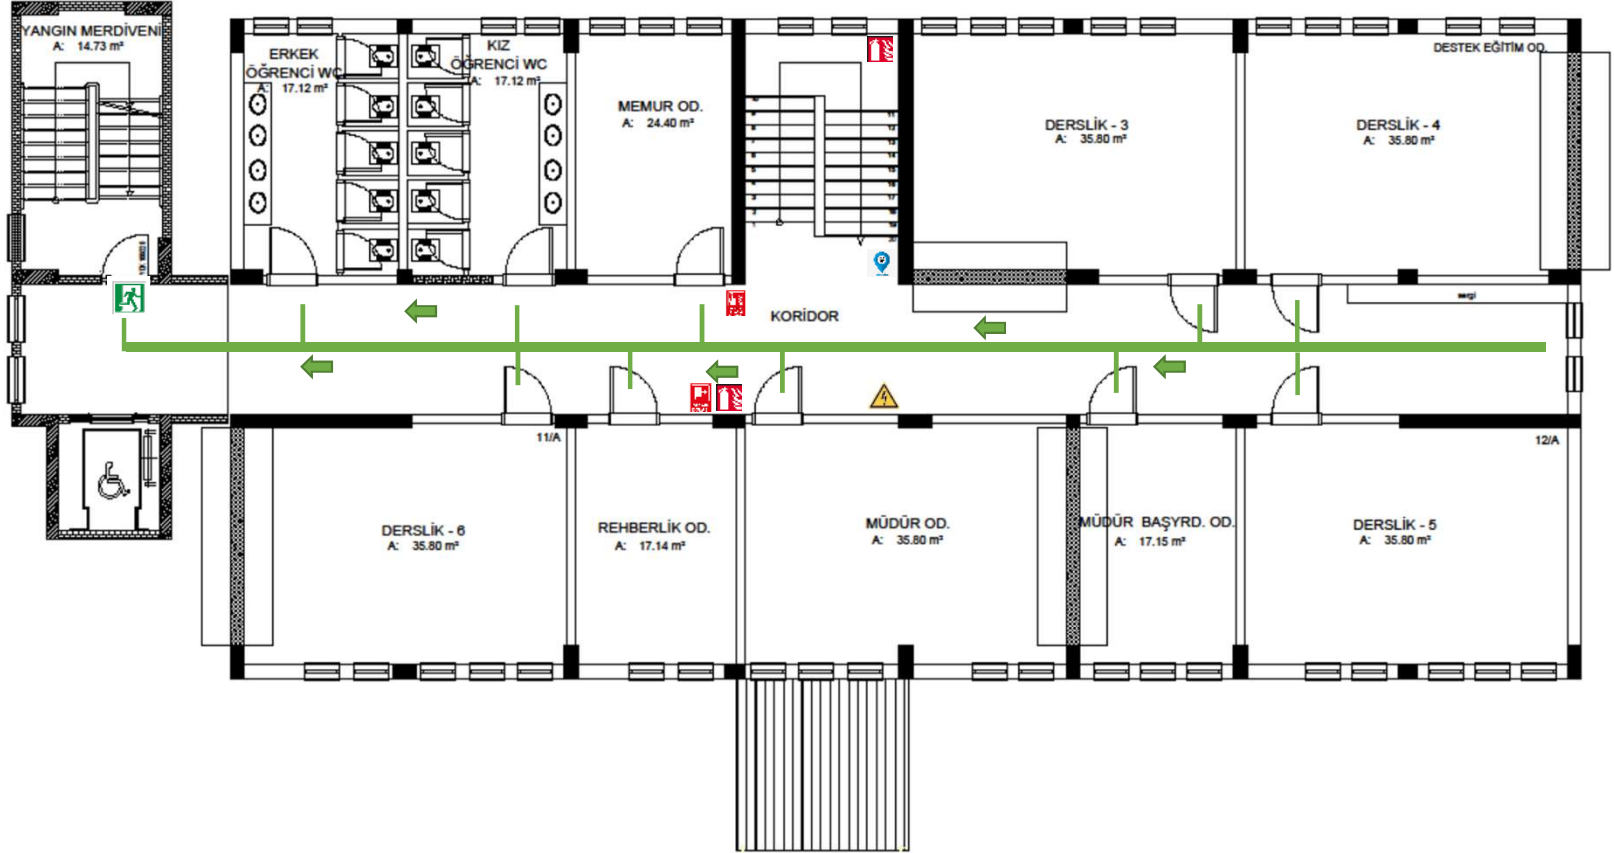 YANGIN MERDİVENİ
A: 14.73 m²
ERKEK
ÖĞRENCİ WC
A: 17.12 m²
KIZ
ÖĞRENCİ WC
A: 17.12 m²
MEMUR OD.
A: 24.40 m²
DERSLİK - 3
A: 35.80 m²
DESTEK EĞİTİM OD.
DERSLİK - 4
A: 35.80 m²
KORİDOR
sergi
11/A
DERSLİK - 6
A: 35.80 m²
REHBERLİK OD.
A: 17.14 m²
MÜDÜR OD.
A: 35.80 m²
MÜDÜR BAŞYRD. OD.
A: 17.15 m²
12/A
DERSLİK - 5
A: 35.80 m²